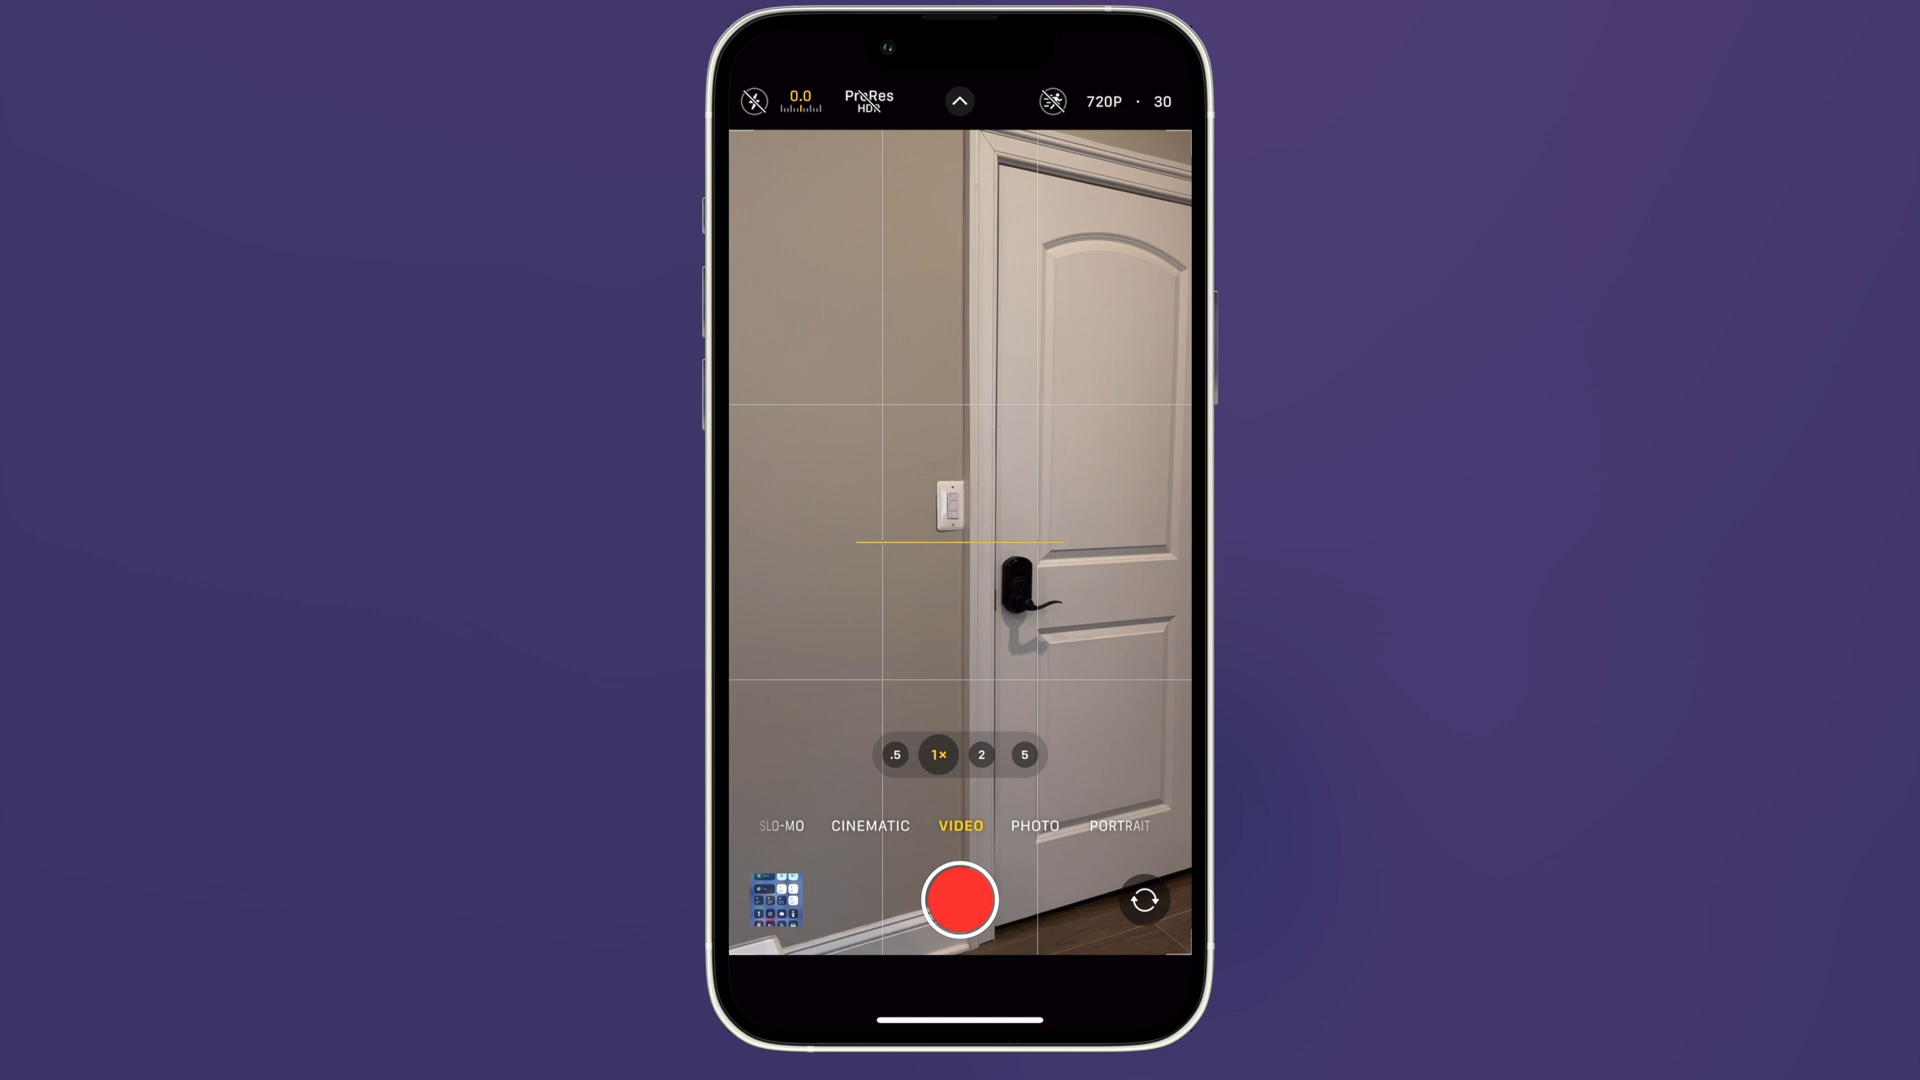 0.0
ProRes
HDR
720P · 30
.5 1× 2 5
SLO-MO CINEMATIC VIDEO PHOTO PORTRAIT